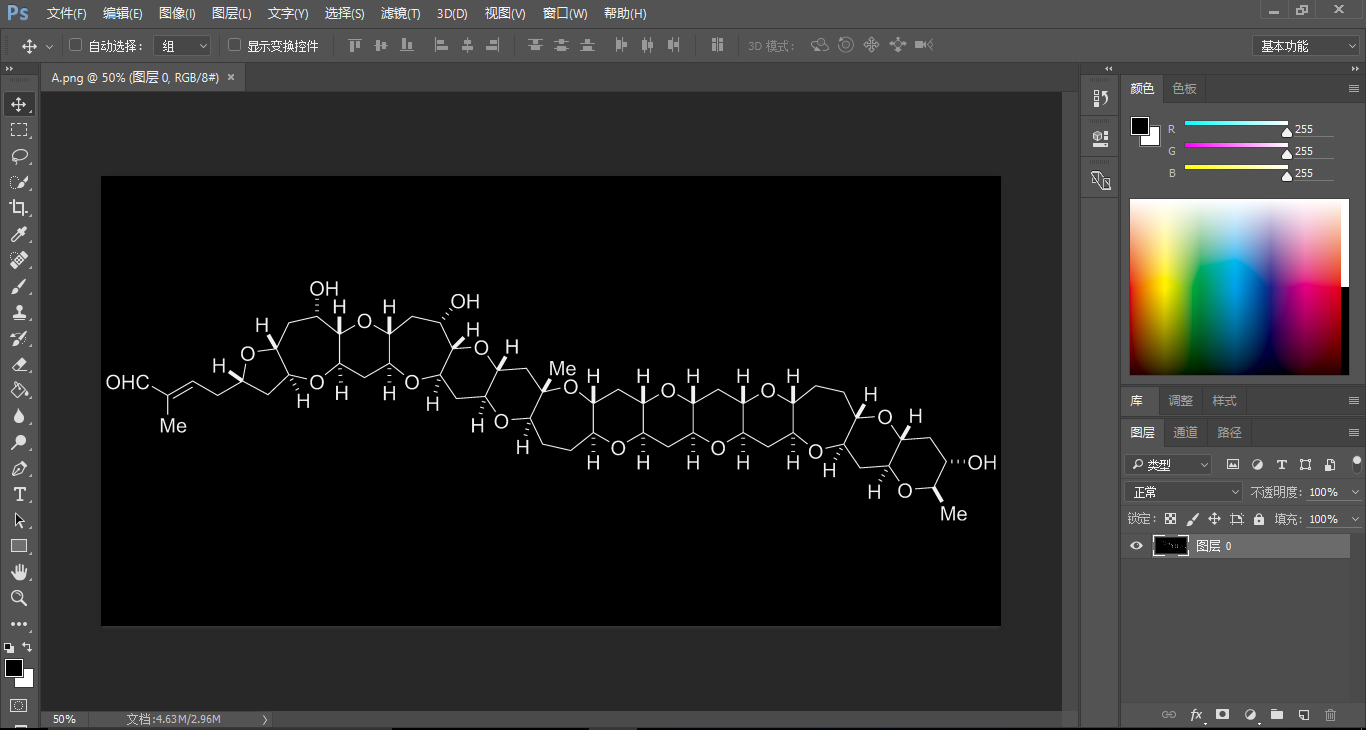 Ps 文件(F) 编辑(E) 图像(I) 图层(L) 文字(Y) 选择(S) 滤镜(T) 3D(D) 视图(V) 窗口(W) 帮助(H)
自动选择： 组 显示变换控件 3D 模式： 基本功能
A.png @ 50% (图层 0, RGB/8#) ×
颜色 色板
R 255
G 255
B 255
OH
H H OH
O
H H
O H
O H
OHC H O O Me O H O H H O H
H H H H H
Me H O O H
H O O O
H H H H H H OH
H O
Me
库 调整 样式
图层 通道 路径
类型
正常 不透明度： 100%
锁定： 填充： 100%
图层 0
fx
50% 文档:4.63M/2.96M